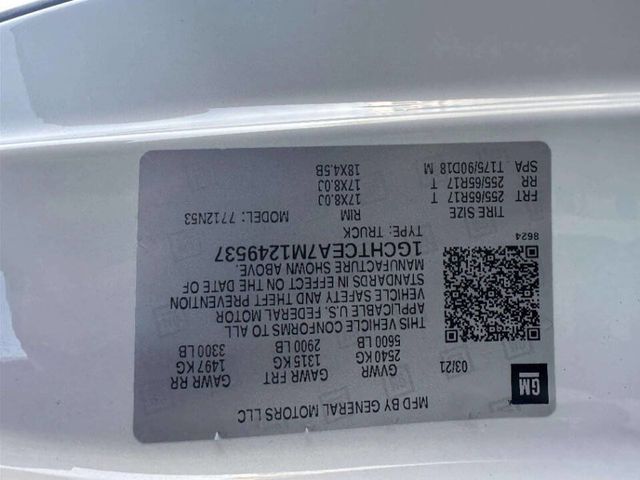 GM
MFD BY GENERAL MOTORS LLC
03/21
GVWR GAWR FRT GAWR RR
2540 KG 1315 KG 1497 KG
5600 LB 2900 LB 3300 LB
THIS VEHICLE CONFORMS TO ALL
APPLICABLE U.S. FEDERAL MOTOR
VEHICLE SAFETY AND THEFT PREVENTION
STANDARDS IN EFFECT ON THE DATE OF
MANUFACTURE SHOWN ABOVE.
1GCHTCEA7M1249537
8624
TYPE: TRUCK
MODEL: 7712N53
TIRE SIZE RIM
FRT 255/65R17 T 17X8.0J
RR 255/65R17 T 17X8.0J
SPA T175/90D18 M 18X4.5B